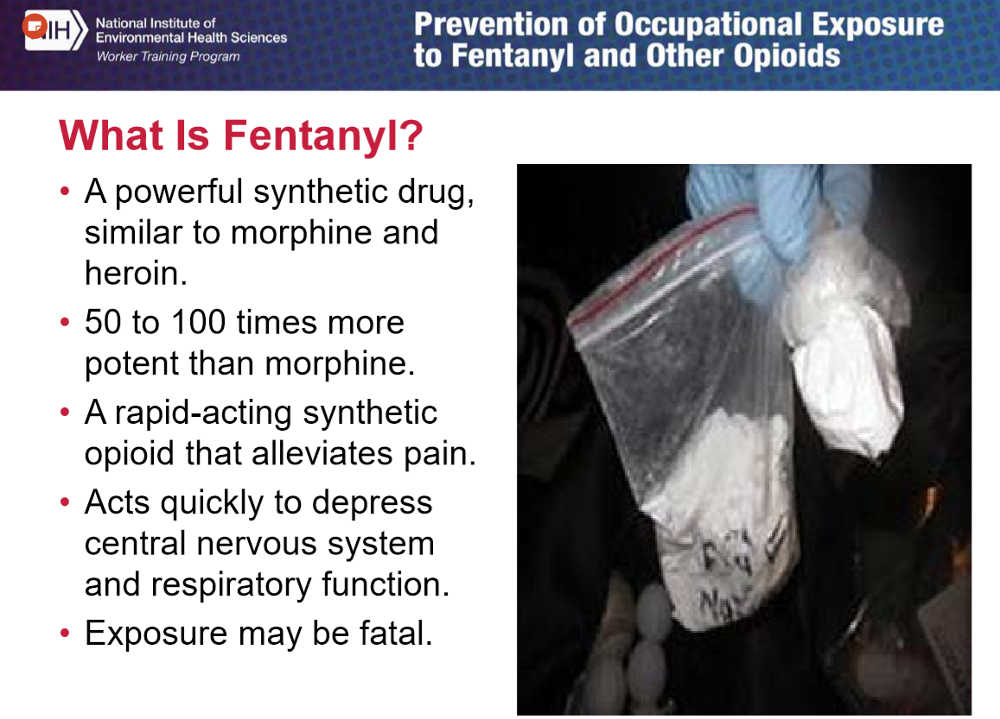 NIH
National Institute of
Environmental Health Sciences
Worker Training Program
Prevention of Occupational Exposure
to Fentanyl and Other Opioids
What Is Fentanyl?
• A powerful synthetic drug,
similar to morphine and
heroin.
• 50 to 100 times more
potent than morphine.
• A rapid-acting synthetic
opioid that alleviates pain.
• Acts quickly to depress
central nervous system
and respiratory function.
• Exposure may be fatal.